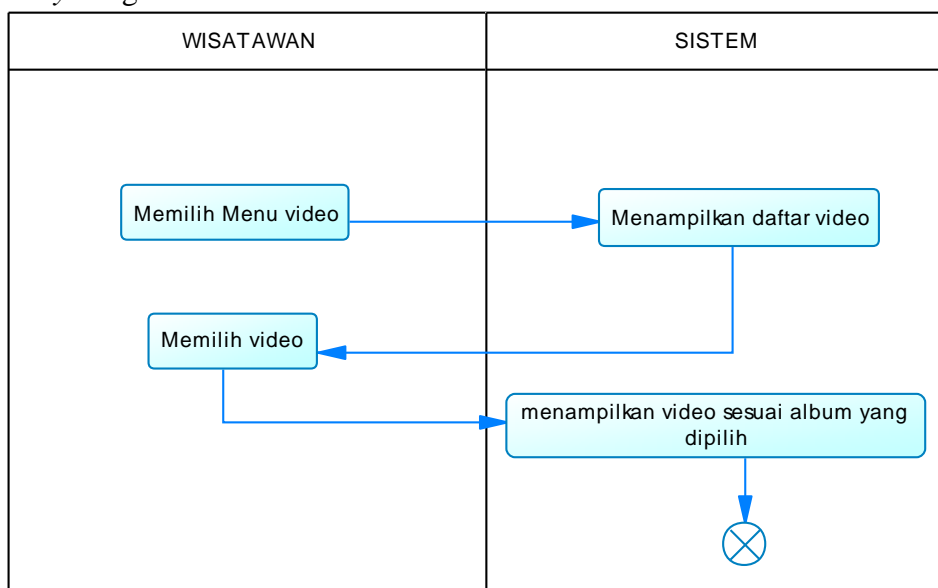 WISATAWAN
SISTEM
Memilih Menu video
Menampilkan daftar video
Memilih video
menampilkan video sesuai album yang
dipilih